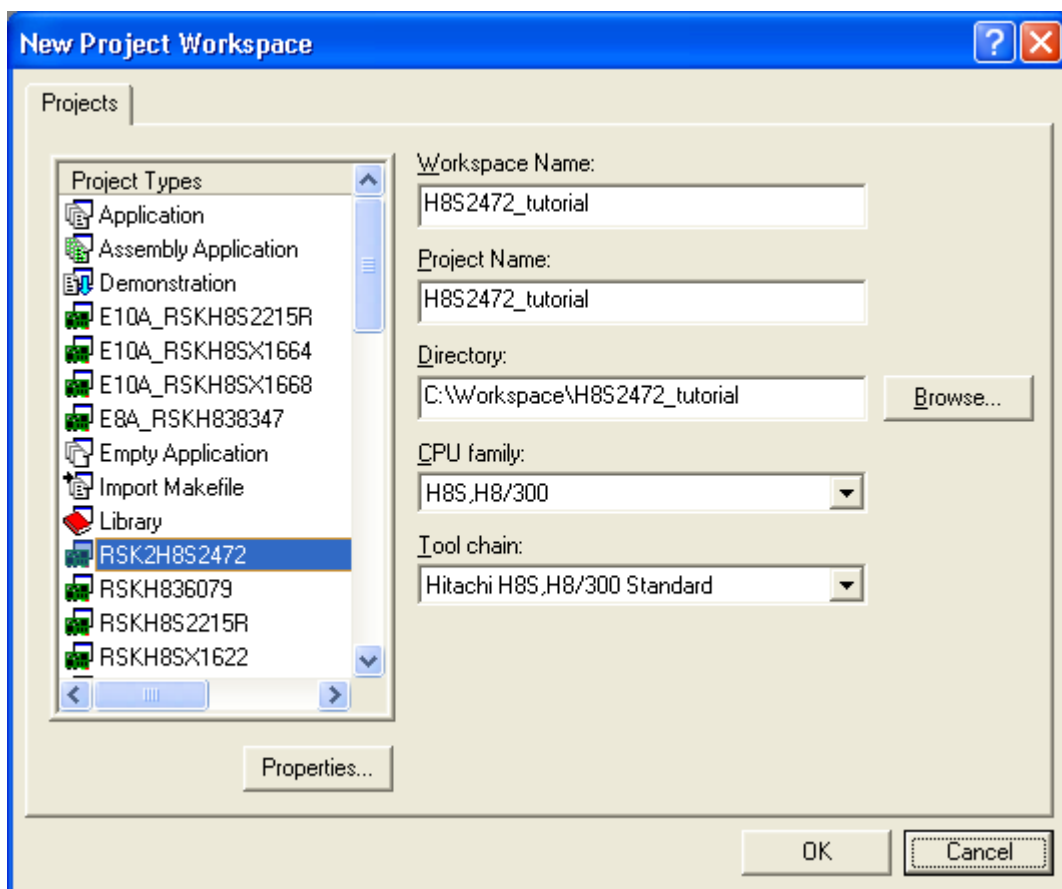 New Project Workspace
Projects
Project Types
Application
Assembly Application
Demonstration
E10A_RSKH8S2215R
E10A_RSKH8SX1664
E10A_RSKH8SX1668
E8A_RSKH838347
Empty Application
Import Makefile
Library
RSK2H8S2472
RSKH836079
RSKH8S2215R
RSKH8SX1622
Properties...
Workspace Name:
H8S2472_tutorial
Project Name:
H8S2472_tutorial
Directory:
C:\Workspace\H8S2472_tutorial
Browse...
CPU family:
H8S,H8/300
Tool chain:
Hitachi H8S,H8/300 Standard
OK
Cancel